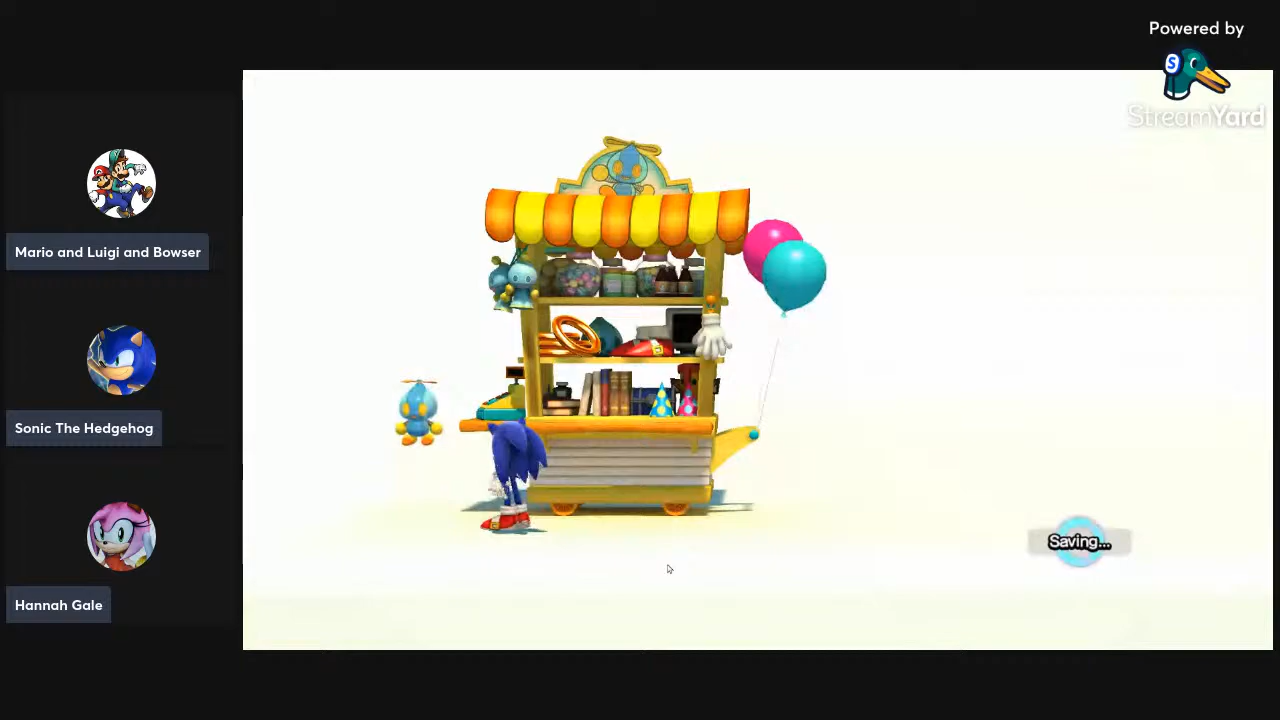 Powered by
S
StreamYard
Mario and Luigi and Bowser
Sonic The Hedgehog
Hannah Gale
Saving...